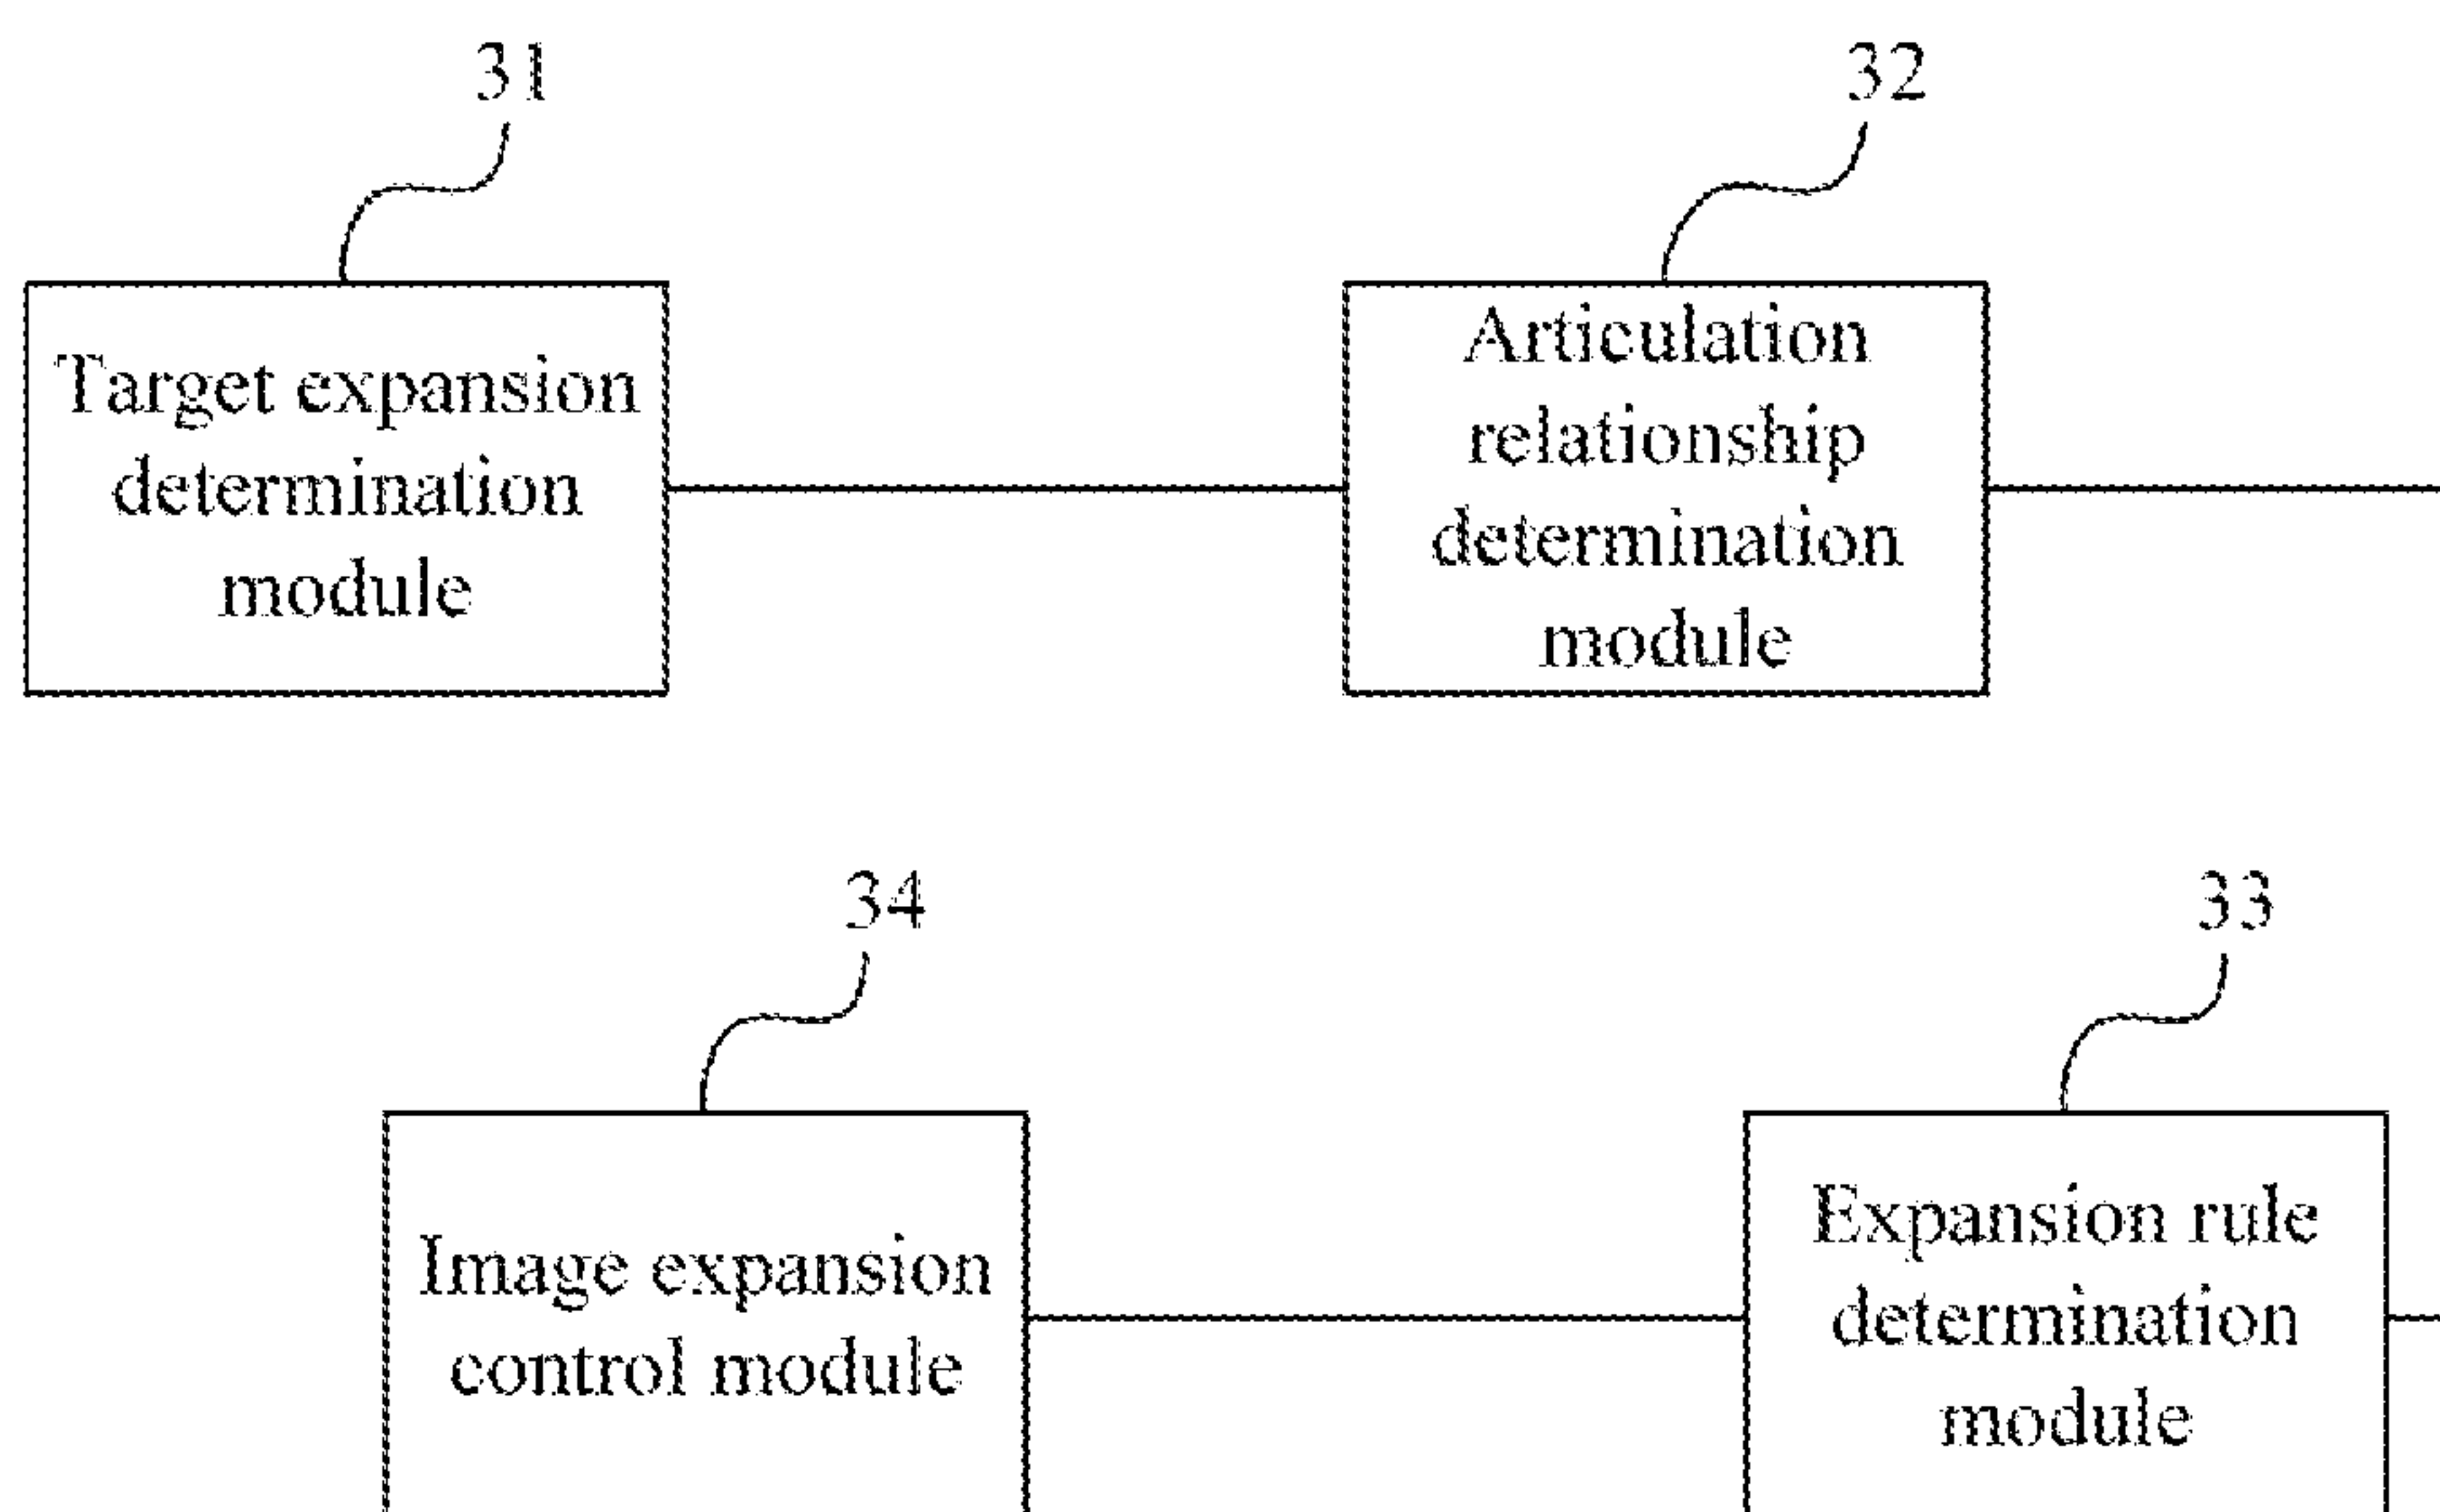 31
32
Target expansion
determination
module
Articulation
relationship
determination
module
34
33
Image expansion
control module
Expansion rule
determination
module